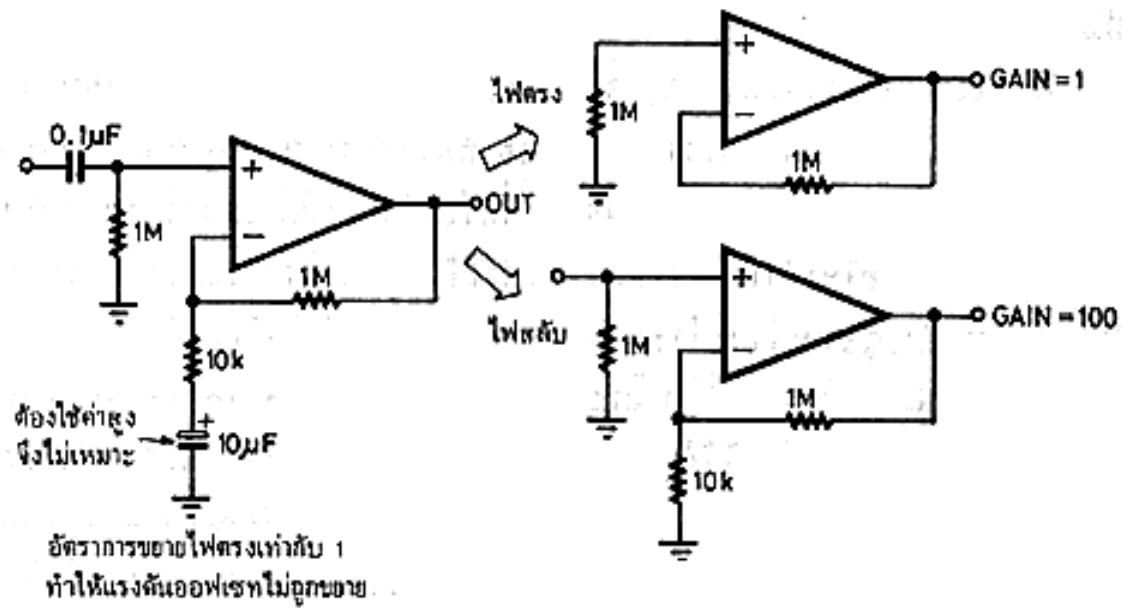 0.1µF
+
1M
−
OUT
1M
10k
ต้องใช้ค่าสูง
จึงไม่เหมาะ
+
10µF
อัตราการขยายไฟตรงเท่ากับ 1
ทำให้แรงดันออฟเซทไม่ถูกขยาย
ไฟตรง
+
1M
−
1M
GAIN = 1
ไฟสลับ
+
1M
−
1M
GAIN = 100
10k